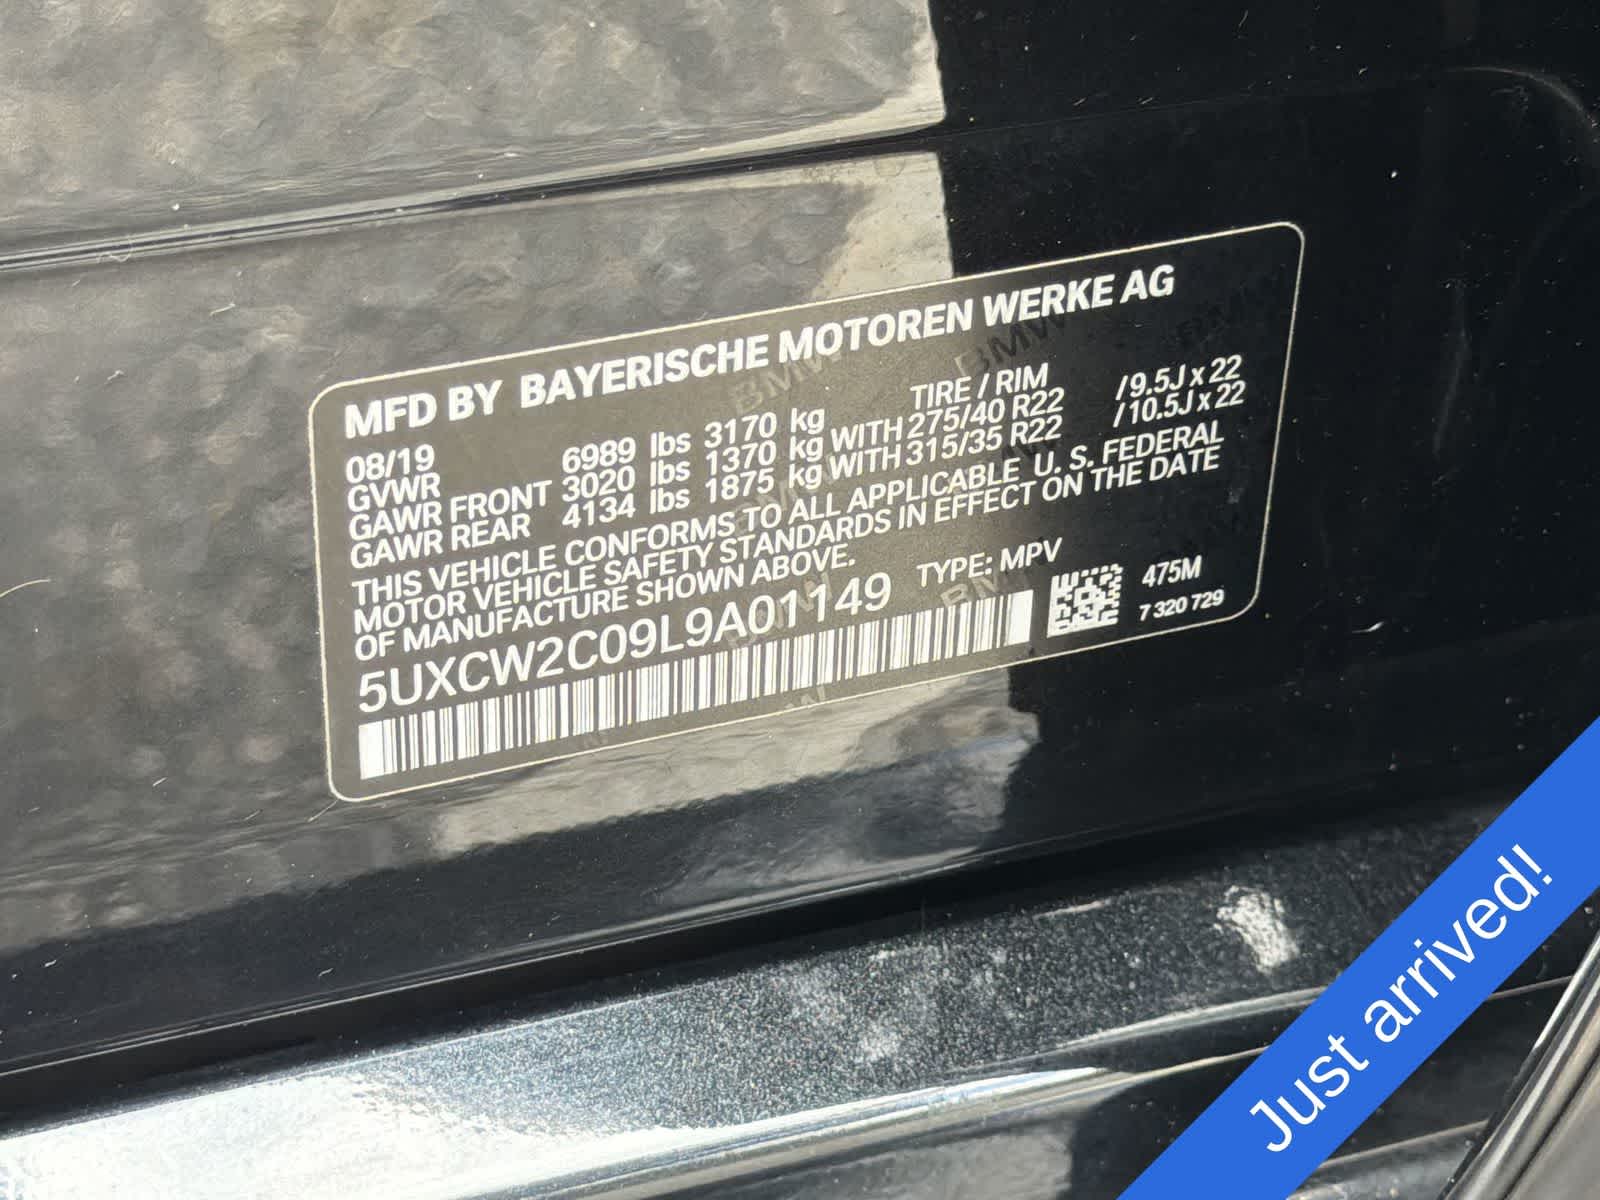 MFD BY BAYERISCHE MOTOREN WERKE AG
08/19 TIRE / RIM
GVWR 6989 lbs 3170 kg
GAWR FRONT 3020 lbs 1370 kg WITH 275/40 R22 /9.5J x 22
GAWR REAR 4134 lbs 1875 kg WITH 315/35 R22 /10.5J x 22
THIS VEHICLE CONFORMS TO ALL APPLICABLE U. S. FEDERAL
MOTOR VEHICLE SAFETY STANDARDS IN EFFECT ON THE DATE
OF MANUFACTURE SHOWN ABOVE.
5UXCW2C09L9A01149 TYPE: MPV
475M
7 320 729
Just arrived!